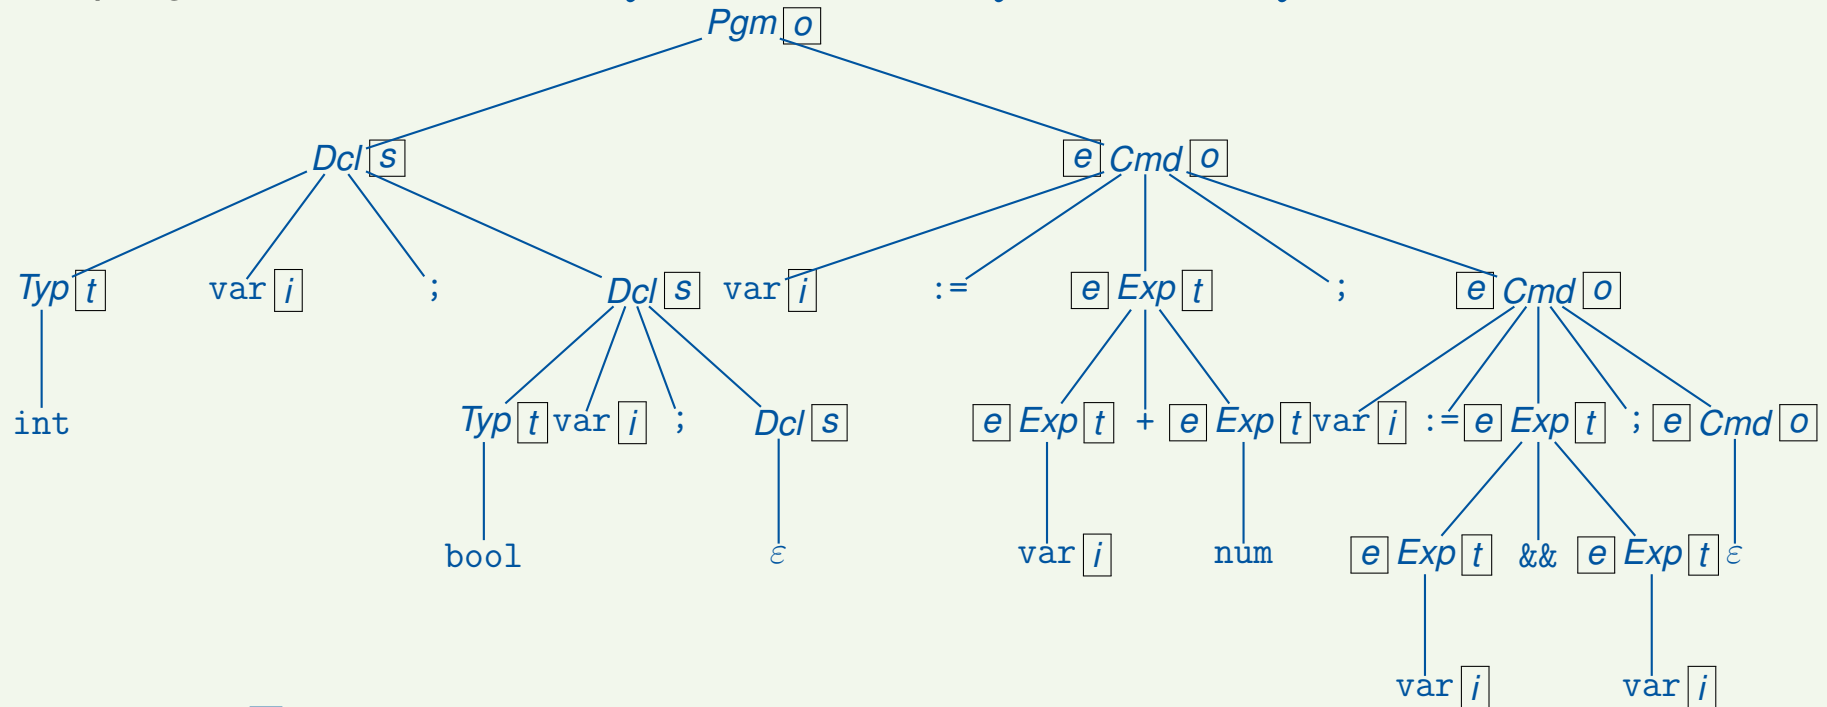 Pgm o
Dcl s e Cmd o
Typ t var i ; Dcl s var i := e Exp t ; e Cmd o
int Typ t var i ; Dcl s e Exp t + e Exp t var i := e Exp t ; e Cmd o
bool ε var i num e Exp t && e Exp t ε
var i var i